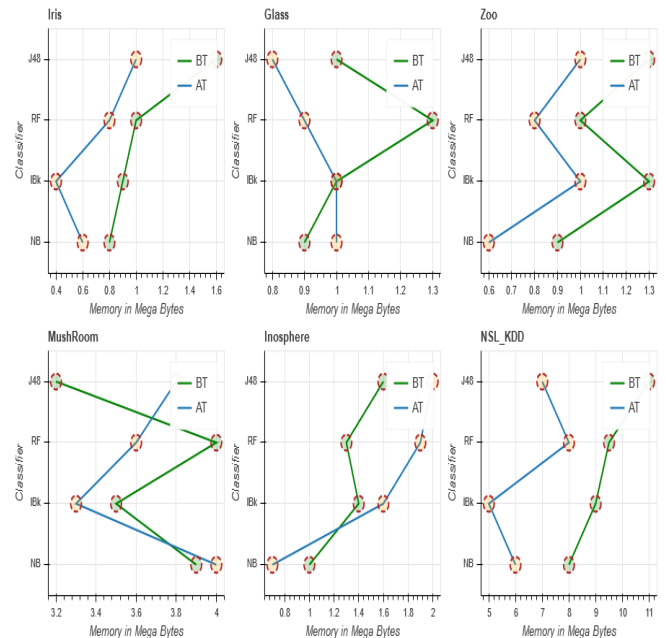 Iris
Classifier
J48
RF
IBk
NB
BT
AT
0.4 0.6 0.8 1 1.2 1.4 1.6
Memory in Mega Bytes
Glass
Classifier
J48
RF
IBk
NB
BT
AT
0.8 0.9 1 1.1 1.2 1.3
Memory in Mega Bytes
Zoo
Classifier
J48
RF
IBk
NB
BT
AT
0.6 0.7 0.8 0.9 1 1.1 1.2 1.3
Memory in Mega Bytes
MushRoom
Classifier
J48
RF
IBk
NB
BT
AT
3.2 3.4 3.6 3.8 4
Memory in Mega Bytes
Inosphere
Classifier
J48
RF
IBk
NB
BT
AT
0.8 1 1.2 1.4 1.6 1.8 2
Memory in Mega Bytes
NSL_KDD
Classifier
J48
RF
IBk
NB
BT
AT
5 6 7 8 9 10 11
Memory in Mega Bytes